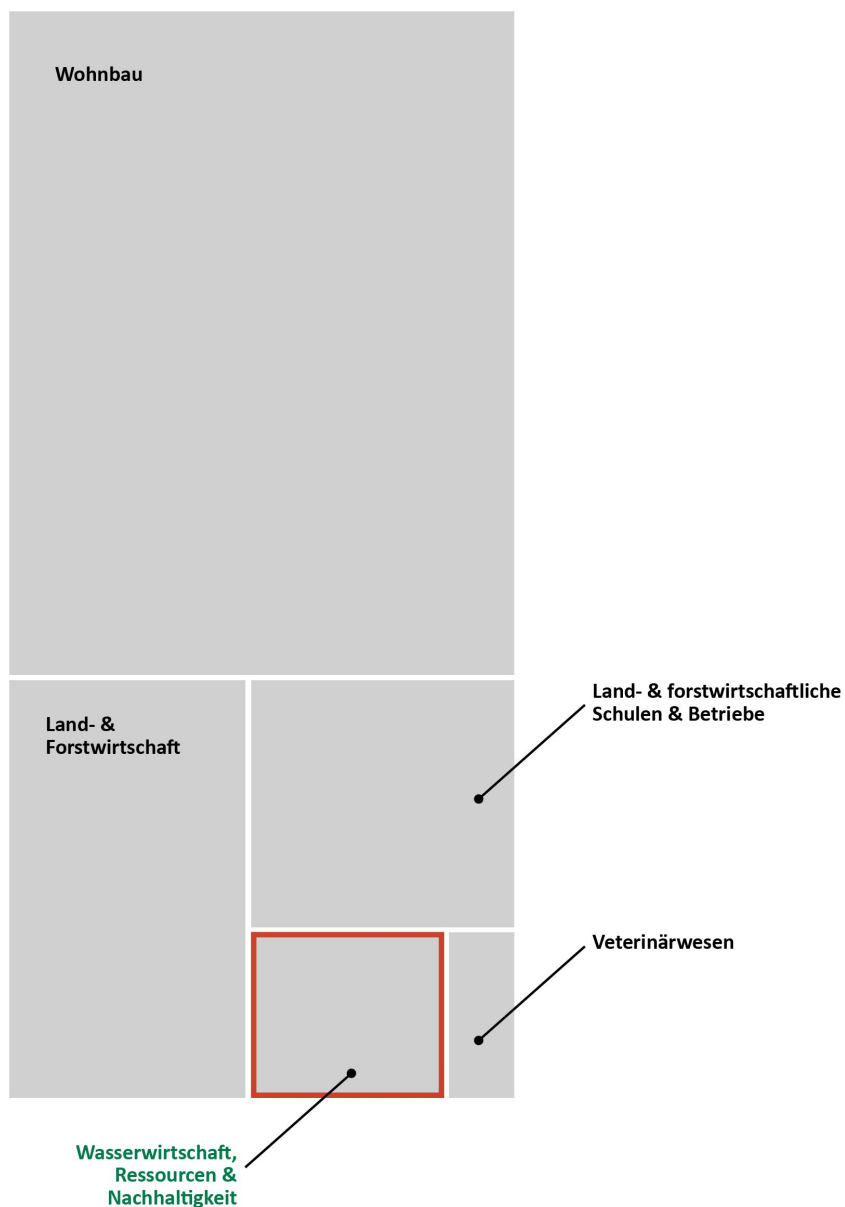 Wohnbau
Land- &
Forstwirtschaft
Land- & forstwirtschaftliche
Schulen & Betriebe
Veterinärwesen
Wasserwirtschaft,
Ressourcen &
Nachhaltigkeit